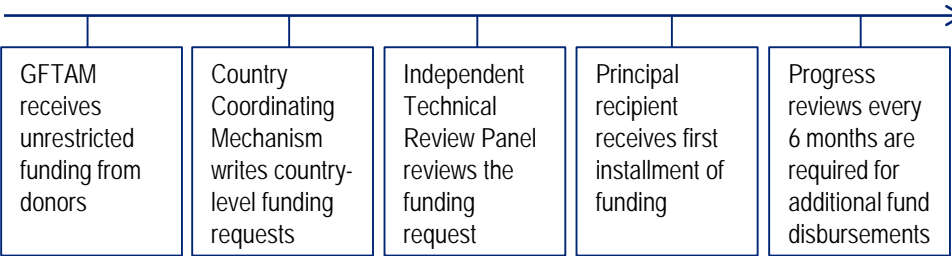 GFTAM
receives
unrestricted
funding from
donors
Country
Coordinating
Mechanism
writes country-
level funding
requests
Independent
Technical
Review Panel
reviews the
funding
request
Principal
recipient
receives first
installment of
funding
Progress
reviews every
6 months are
required for
additional fund
disbursements